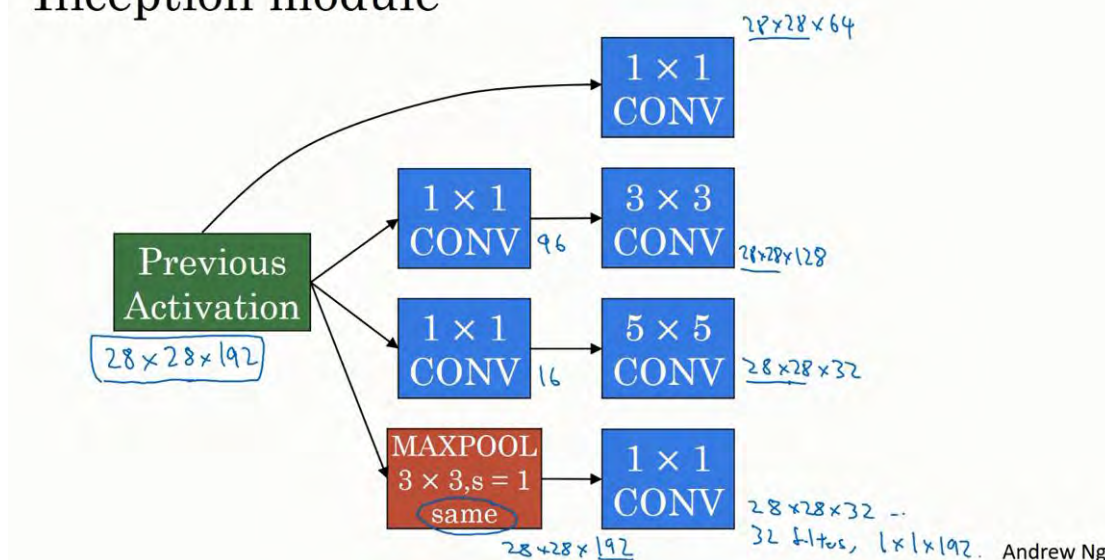 Inception module
28×28×64
1 × 1
CONV
1 × 1
CONV
96
3 × 3
CONV
28×28×128
Previous
Activation
28×28×192
1 × 1
CONV
16
5 × 5
CONV
28×28×32
MAXPOOL
3 × 3,s = 1
same
28×28×192
1 × 1
CONV
28×28×32
32 filters, 1×1×192.
Andrew Ng